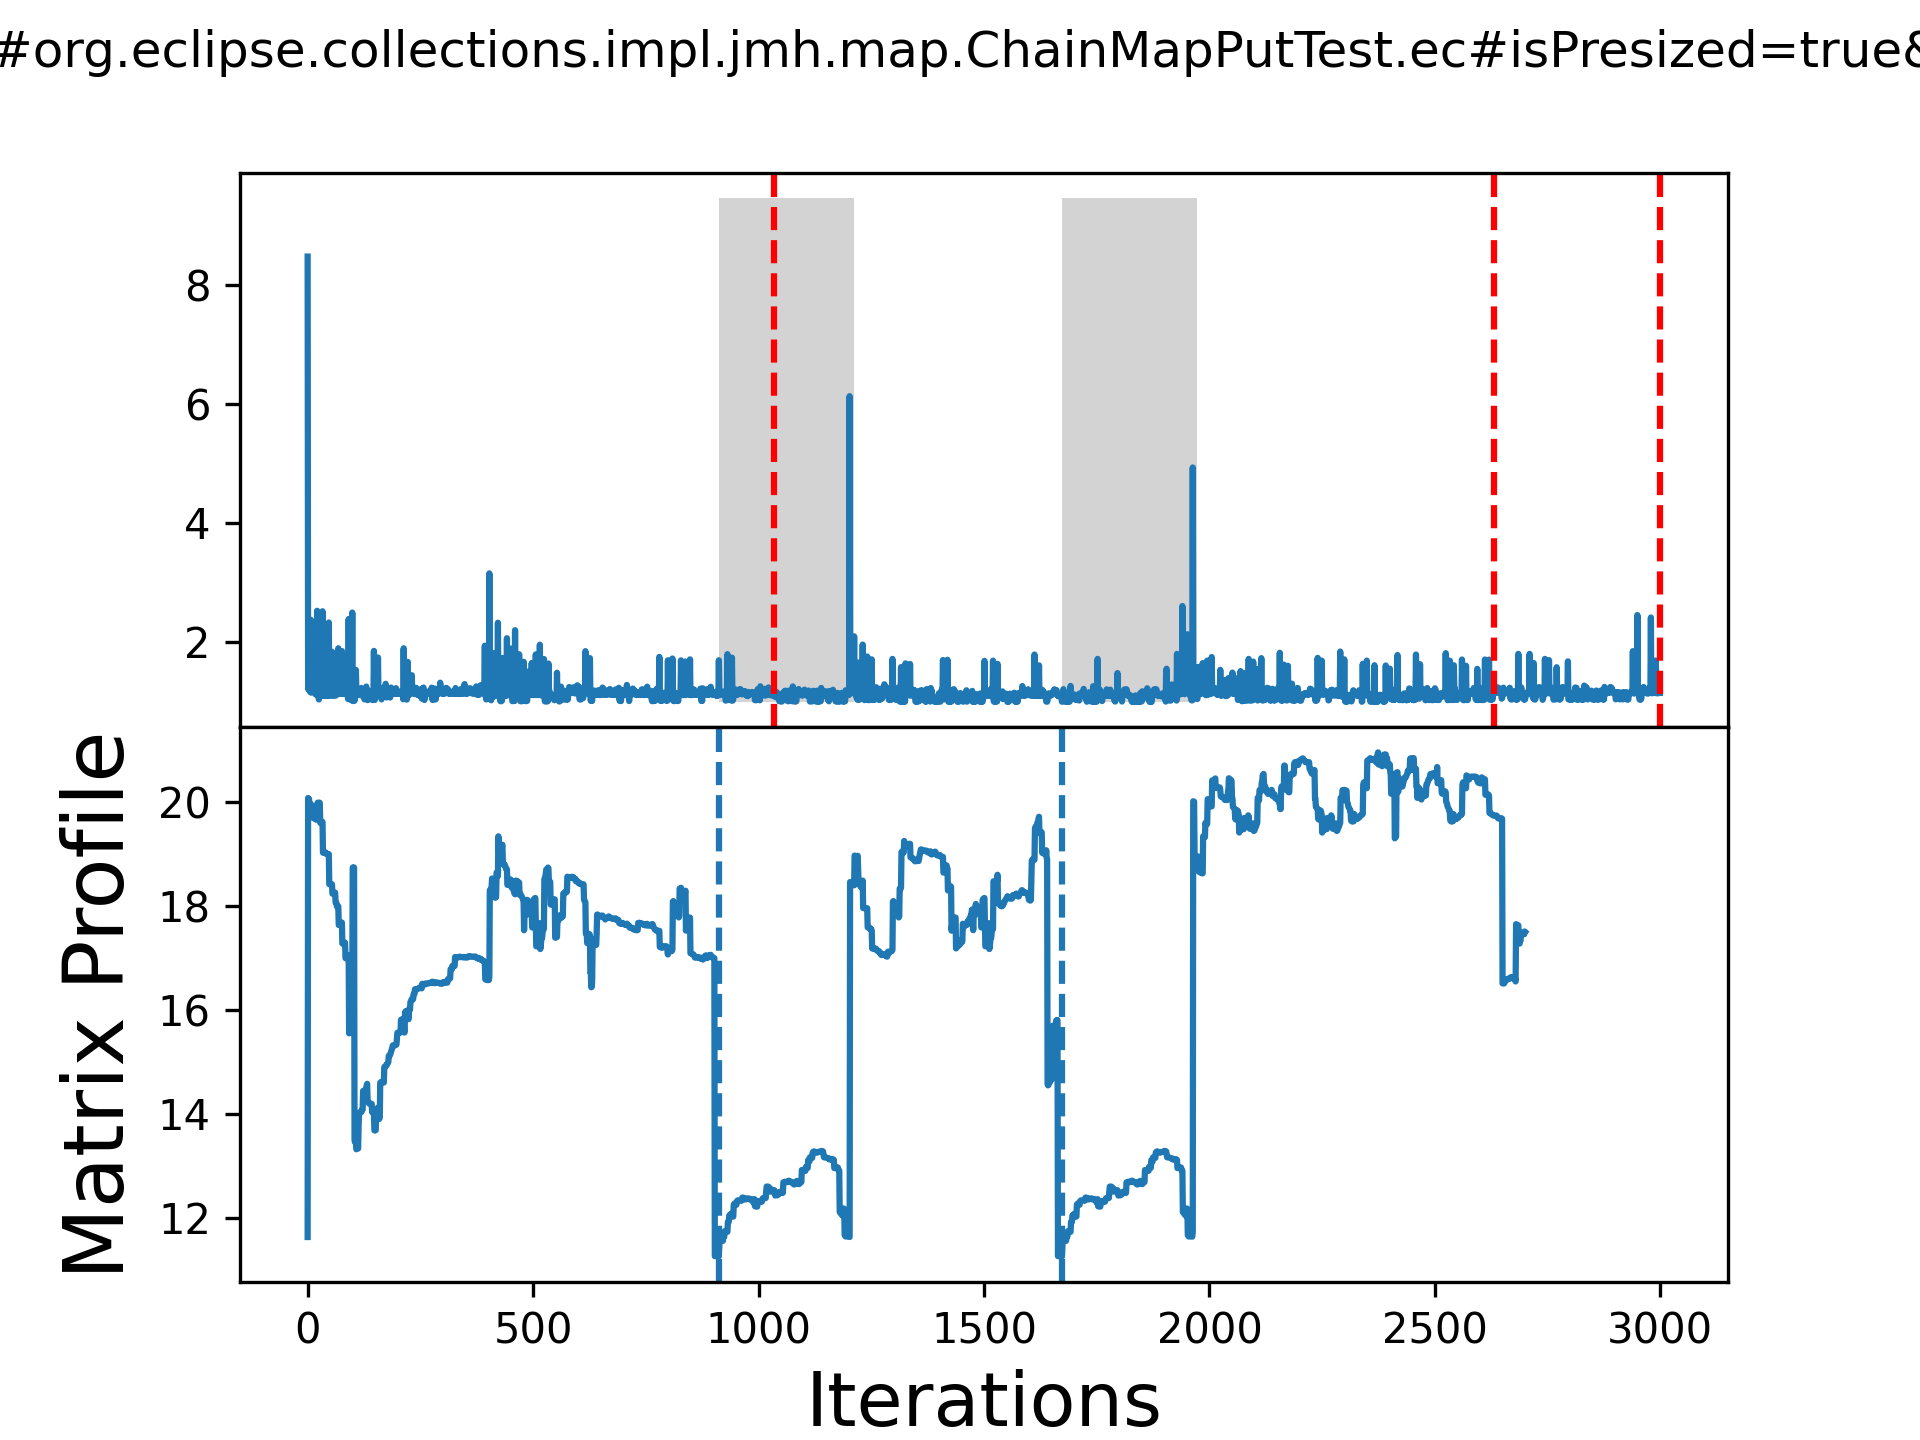 #org.eclipse.collections.impl.jmh.map.ChainMapPutTest.ec#isPresized=true&
8
6
4
2
Matrix Profile
20
18
16
14
12
0 500 1000 1500 2000 2500 3000
Iterations